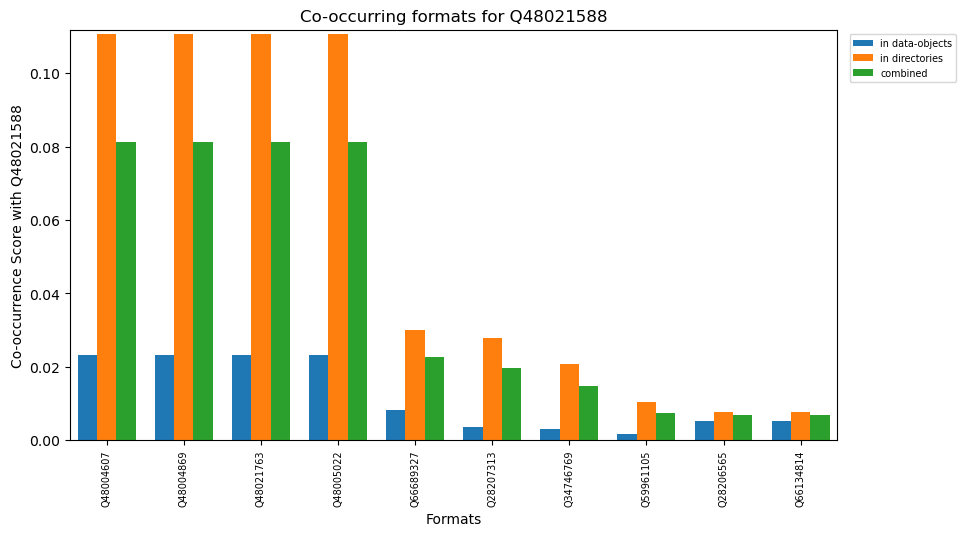 Co-occurring formats for Q48021588
in data-objects
in directories
combined
Co-occurrence Score with Q48021588
0.10
0.08
0.06
0.04
0.02
0.00
Q48004607
Q48004869
Q48021763
Q48005022
Q66689327
Q28207313
Q34746769
Q59961105
Q28206565
Q66134814
Formats